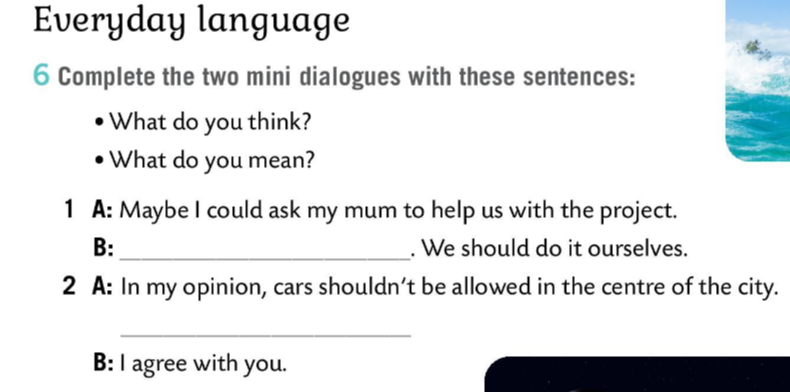 Everyday language
6 Complete the two mini dialogues with these sentences:
• What do you think?
• What do you mean?
1 A: Maybe I could ask my mum to help us with the project.
B: ______________________. We should do it ourselves.
2 A: In my opinion, cars shouldn't be allowed in the centre of the city.
______________________
B: I agree with you.